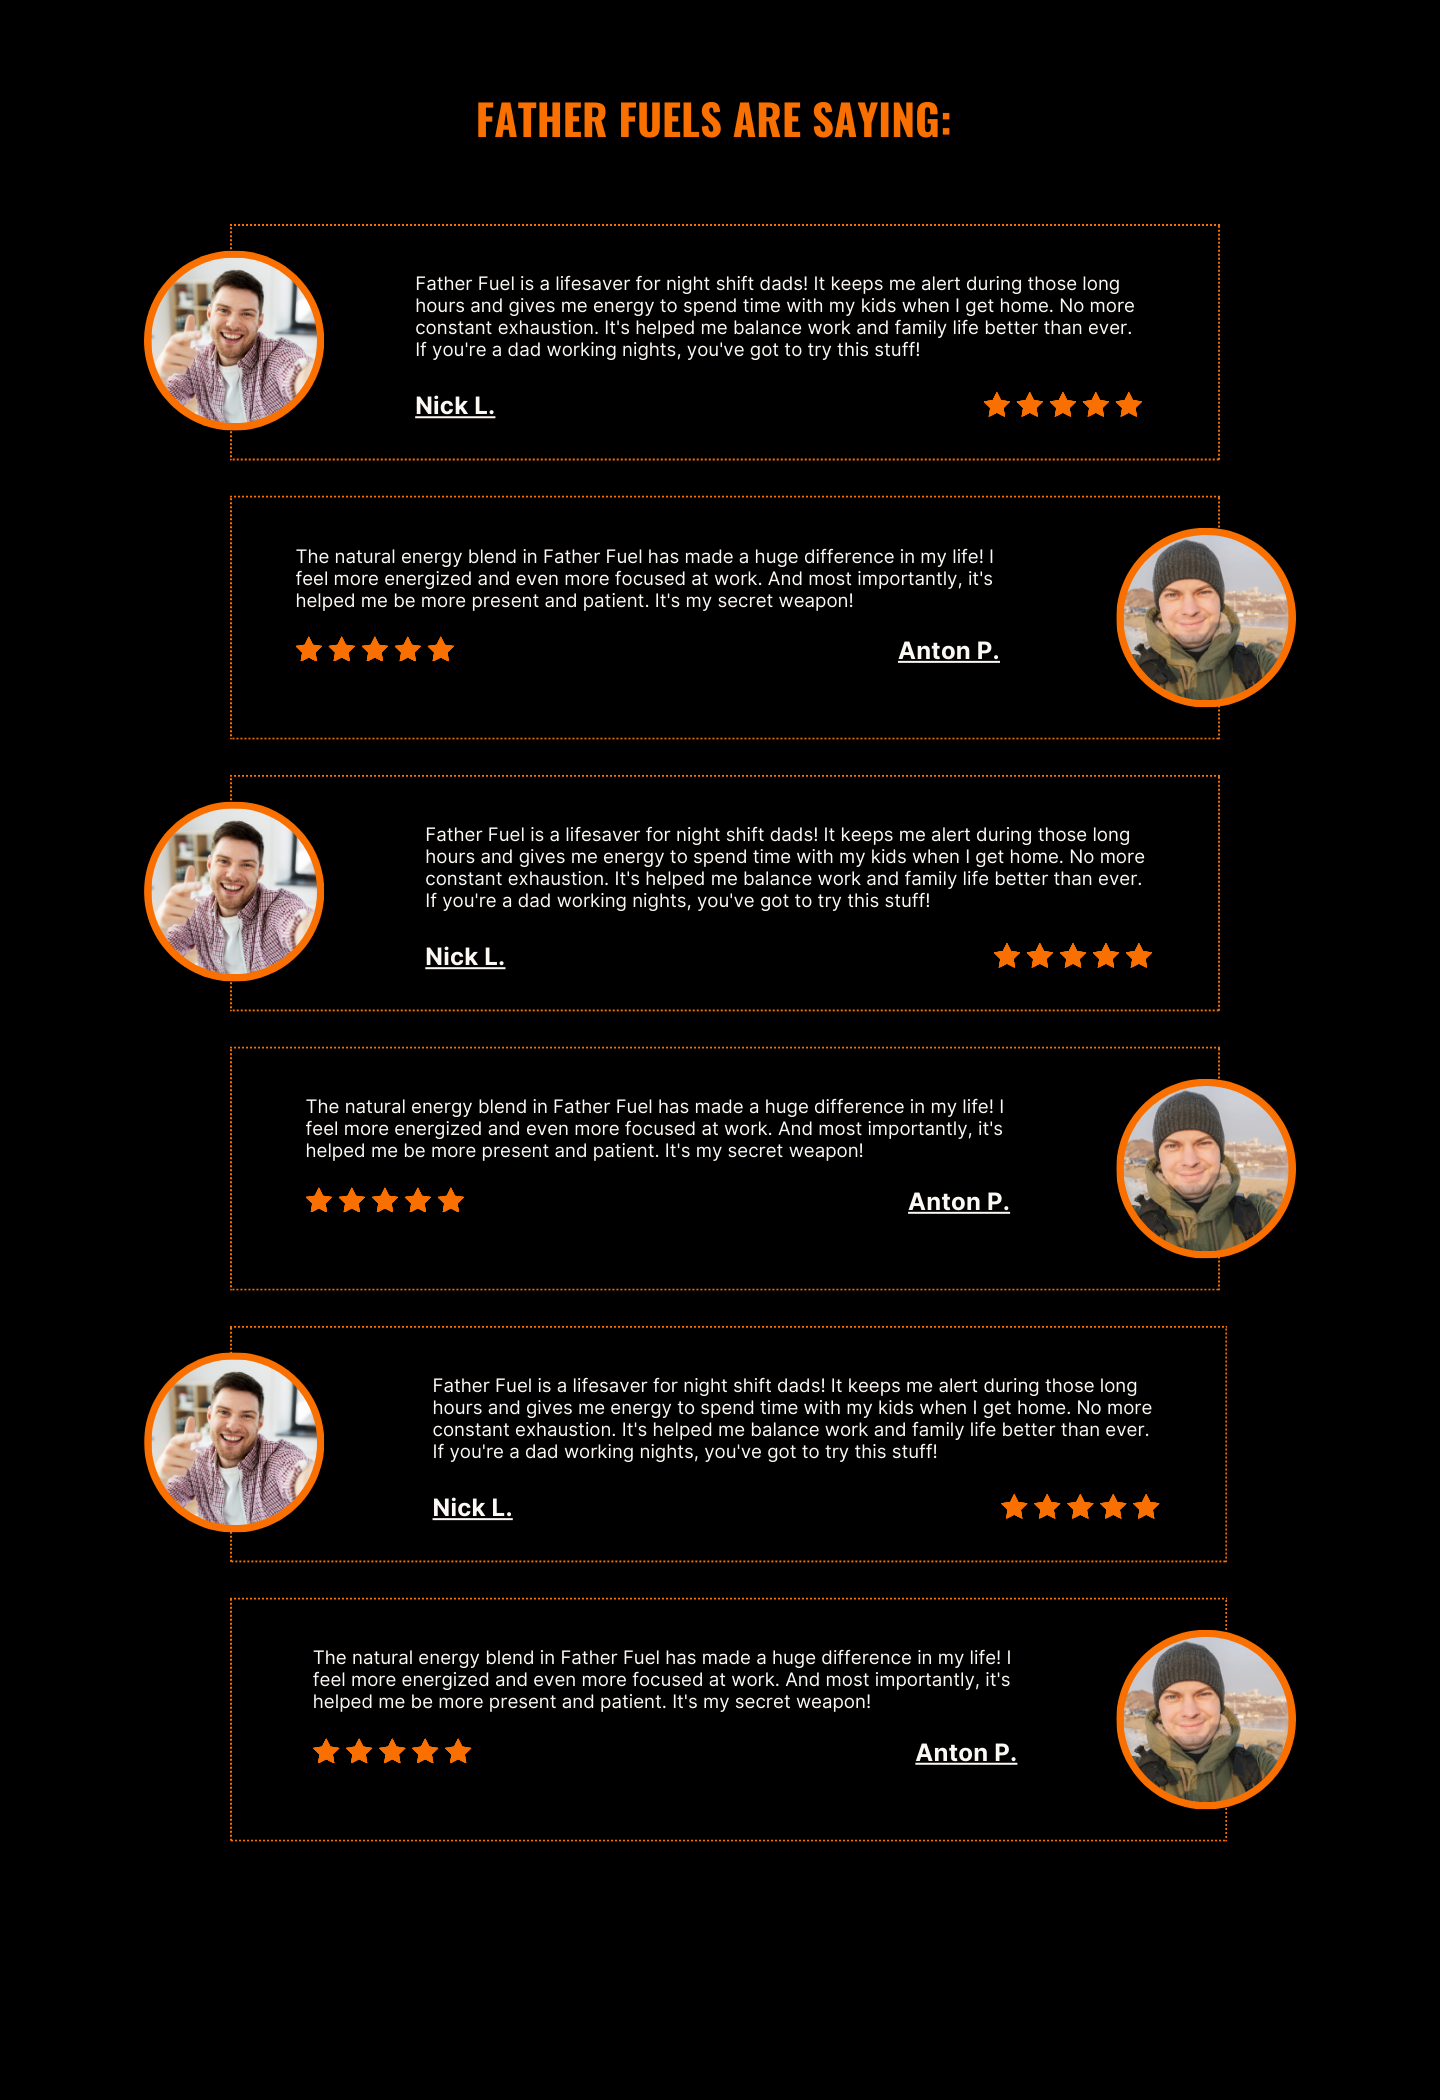 FATHER FUELS ARE SAYING:
Father Fuel is a lifesaver for night shift dads! It keeps me alert during those long
hours and gives me energy to spend time with my kids when I get home. No more
constant exhaustion. It's helped me balance work and family life better than ever.
If you're a dad working nights, you've got to try this stuff!
Nick L.
The natural energy blend in Father Fuel has made a huge difference in my life! I
feel more energized and even more focused at work. And most importantly, it's
helped me be more present and patient. It's my secret weapon!
Anton P.
Father Fuel is a lifesaver for night shift dads! It keeps me alert during those long
hours and gives me energy to spend time with my kids when I get home. No more
constant exhaustion. It's helped me balance work and family life better than ever.
If you're a dad working nights, you've got to try this stuff!
Nick L.
The natural energy blend in Father Fuel has made a huge difference in my life! I
feel more energized and even more focused at work. And most importantly, it's
helped me be more present and patient. It's my secret weapon!
Anton P.
Father Fuel is a lifesaver for night shift dads! It keeps me alert during those long
hours and gives me energy to spend time with my kids when I get home. No more
constant exhaustion. It's helped me balance work and family life better than ever.
If you're a dad working nights, you've got to try this stuff!
Nick L.
The natural energy blend in Father Fuel has made a huge difference in my life! I
feel more energized and even more focused at work. And most importantly, it's
helped me be more present and patient. It's my secret weapon!
Anton P.